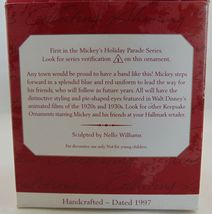 First in the Mickey's Holiday Parade Series.
Look for series verification 1 on this ornament.
Any town would be proud to have a band like this! Mickey steps
forward in a splendid blue and red uniform to lead the way for
his friends, who will follow in future years. All will have the
distinctive styling and pie-shaped eyes featured in Walt Disney's
animated films of the 1920s and 1930s. Look for other Keepsake
Ornaments starring Mickey and his friends at your Hallmark retailer.
Sculpted by Nello Williams
For decorative use only. Not for young children.
Handcrafted – Dated 1997